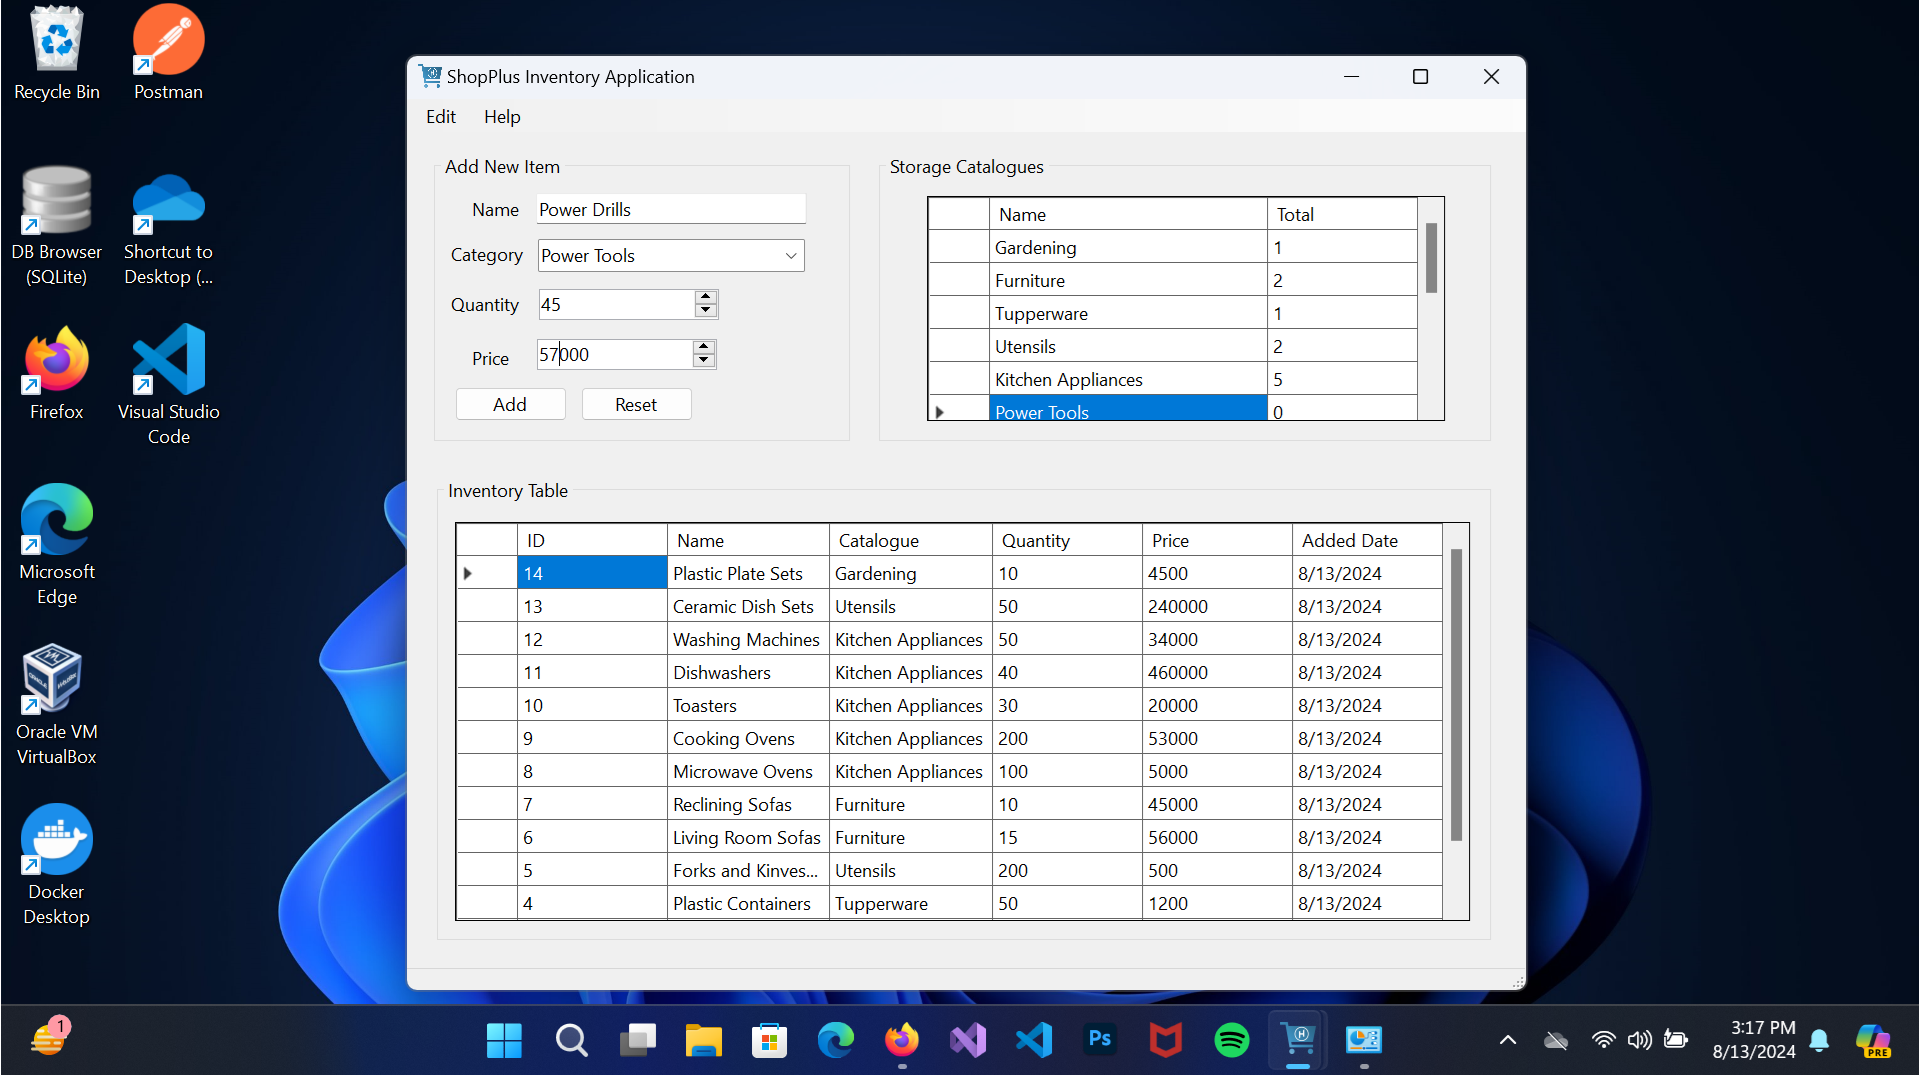 Recycle Bin
Postman
DB Browser
(SQLite)
Shortcut to
Desktop (...
Firefox
Visual Studio
Code
Microsoft
Edge
Oracle VM
VirtualBox
Docker
Desktop
ShopPlus Inventory Application
Edit Help
Add New Item
Name Power Drills
Category Power Tools
Quantity 45
Price 57000
Add Reset
Storage Catalogues
Name Total
Gardening 1
Furniture 2
Tupperware 1
Utensils 2
Kitchen Appliances 5
Power Tools 0
Inventory Table
ID Name Catalogue Quantity Price Added Date
14 Plastic Plate Sets Gardening 10 4500 8/13/2024
13 Ceramic Dish Sets Utensils 50 240000 8/13/2024
12 Washing Machines Kitchen Appliances 50 34000 8/13/2024
11 Dishwashers Kitchen Appliances 40 460000 8/13/2024
10 Toasters Kitchen Appliances 30 20000 8/13/2024
9 Cooking Ovens Kitchen Appliances 200 53000 8/13/2024
8 Microwave Ovens Kitchen Appliances 100 5000 8/13/2024
7 Reclining Sofas Furniture 10 45000 8/13/2024
6 Living Room Sofas Furniture 15 56000 8/13/2024
5 Forks and Kinves... Utensils 200 500 8/13/2024
4 Plastic Containers Tupperware 50 1200 8/13/2024
1
Ps
H
3:17 PM
8/13/2024
PRE